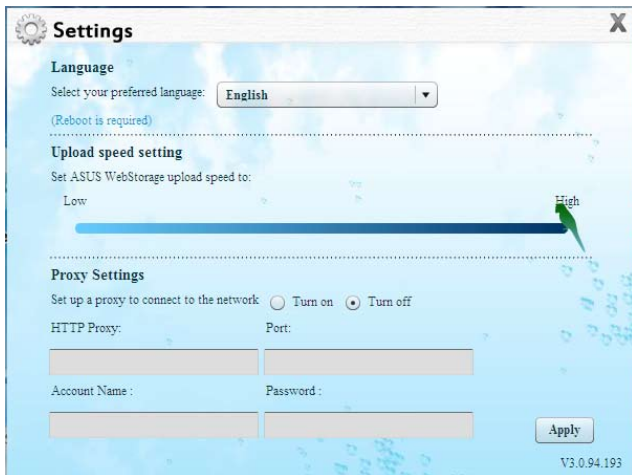 Settings
X
Language
Select your preferred language: English
(Reboot is required)
Upload speed setting
Set ASUS WebStorage upload speed to:
Low High
Proxy Settings
Set up a proxy to connect to the network Turn on Turn off
HTTP Proxy: Port:
Account Name : Password :
Apply
V3.0.94.193